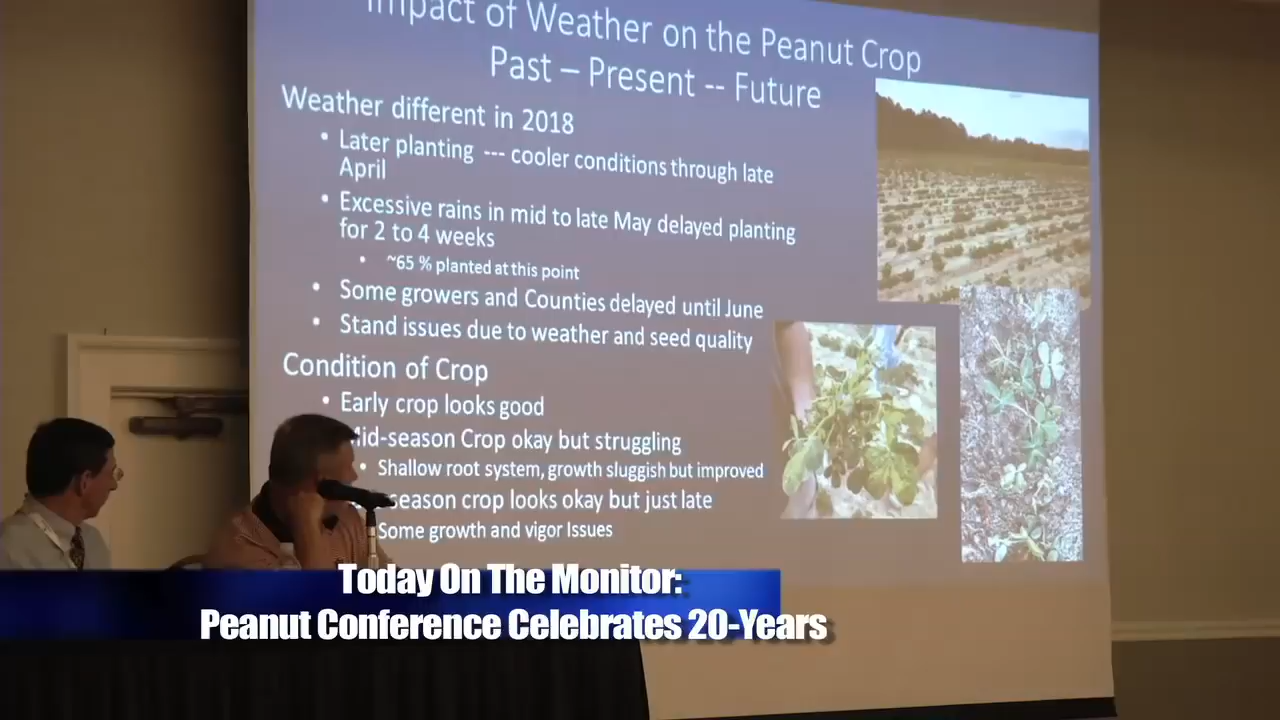 Impact of Weather on the Peanut Crop
Past – Present -- Future
Weather different in 2018
• Later planting --- cooler conditions through late
April
• Excessive rains in mid to late May delayed planting
for 2 to 4 weeks
• ~65 % planted at this point
• Some growers and Counties delayed until June
• Stand issues due to weather and seed quality
Condition of Crop
• Early crop looks good
Mid-season Crop okay but struggling
• Shallow root system, growth sluggish but improved
season crop looks okay but just late
Some growth and vigor Issues
Today On The Monitor:
Peanut Conference Celebrates 20-Years